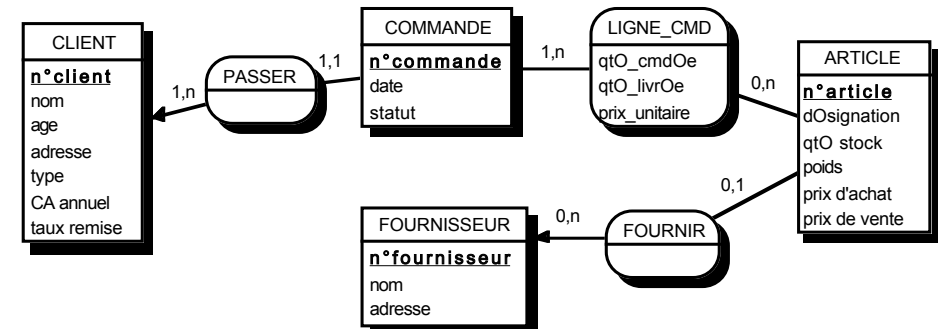 CLIENT
n°client
nom
age
adresse
type
CA annuel
taux remise
1,n
PASSER
1,1
COMMANDE
n°commande
date
statut
1,n
LIGNE_CMD
qtO_cmdOe
qtO_livrOe
prix_unitaire
0,n
ARTICLE
n°article
dOsignation
qtO stock
poids
prix d'achat
prix de vente
0,1
FOURNIR
0,n
FOURNISSEUR
n°fournisseur
nom
adresse